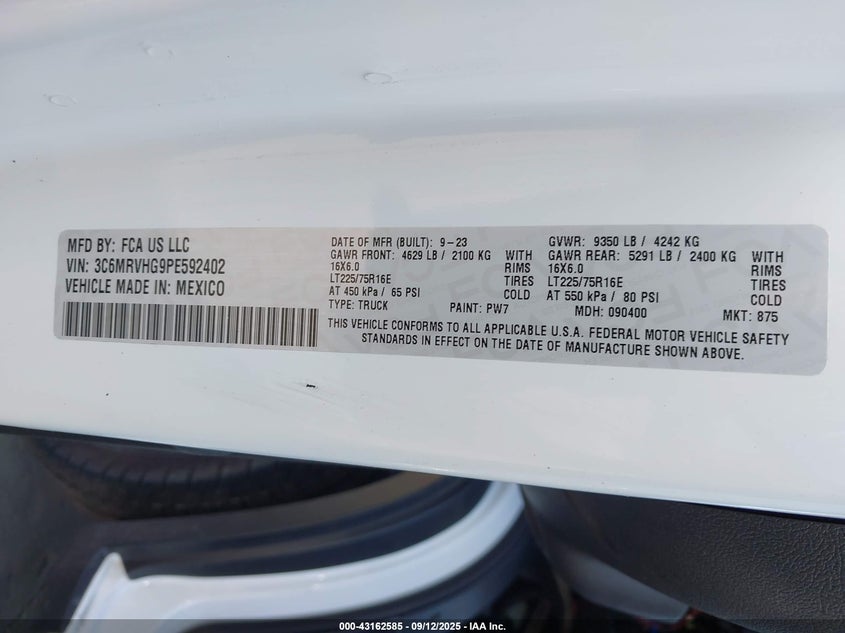 MFD BY: FCA US LLC
VIN: 3C6MRVHG9PE592402
VEHICLE MADE IN: MEXICO
DATE OF MFR (BUILT): 9-23
GAWR FRONT: 4629 LB / 2100 KG WITH
16X6.0 RIMS
LT225/75R16E TIRES
AT 450 kPa / 65 PSI COLD
TYPE: TRUCK PAINT: PW7
GVWR: 9350 LB / 4242 KG
GAWR REAR: 5291 LB / 2400 KG WITH
16X6.0 RIMS
LT225/75R16E TIRES
AT 550 kPa / 80 PSI COLD
MDH: 090400 MKT: 875
THIS VEHICLE CONFORMS TO ALL APPLICABLE U.S.A. FEDERAL MOTOR VEHICLE SAFETY
STANDARDS IN EFFECT ON THE DATE OF MANUFACTURE SHOWN ABOVE.
000-43162585 - 09/12/2025 - IAA Inc.